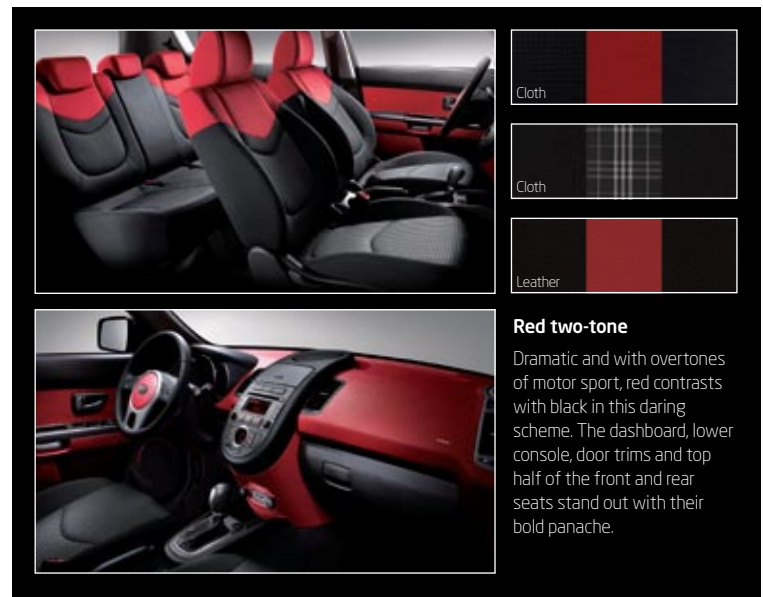 Cloth
Cloth
Leather
Red two-tone
Dramatic and with overtones
of motor sport, red contrasts
with black in this daring
scheme. The dashboard, lower
console, door trims and top
half of the front and rear
seats stand out with their
bold panache.